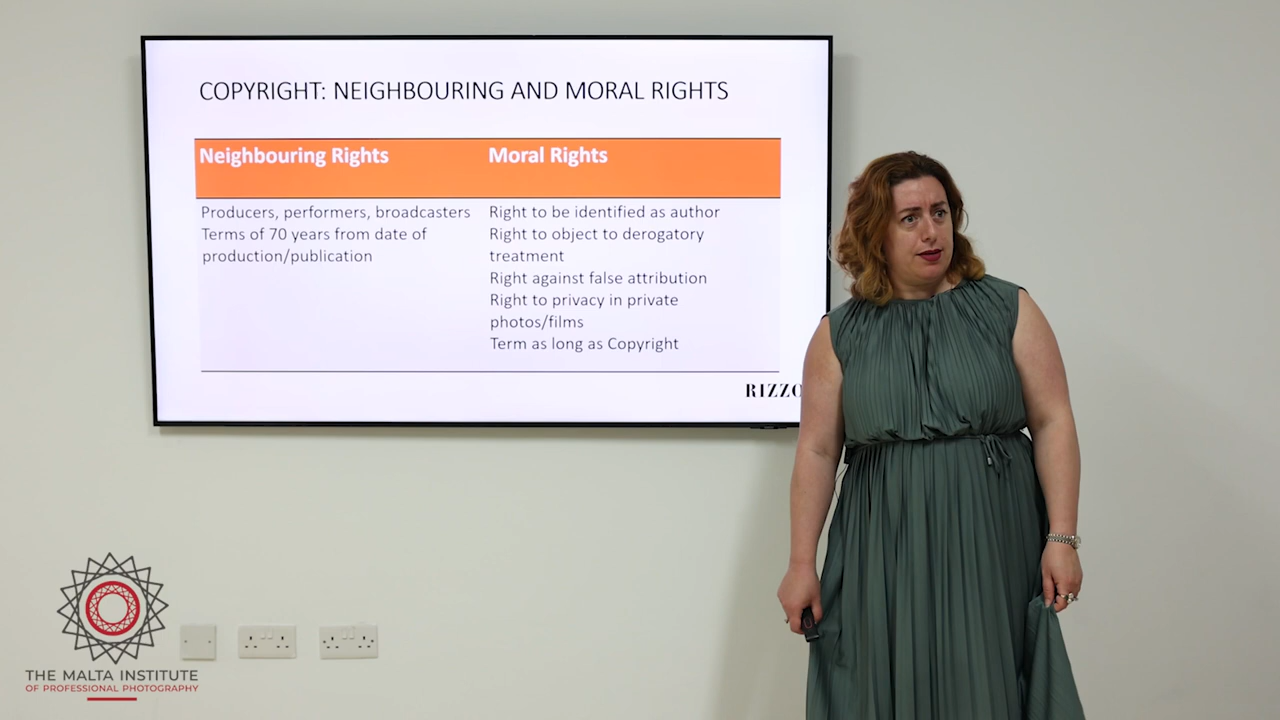 COPYRIGHT: NEIGHBOURING AND MORAL RIGHTS
Neighbouring Rights
Moral Rights
Producers, performers, broadcasters
Terms of 70 years from date of
production/publication
Right to be identified as author
Right to object to derogatory
treatment
Right against false attribution
Right to privacy in private
photos/films
Term as long as Copyright
RIZZO
THE MALTA INSTITUTE
OF PROFESSIONAL PHOTOGRAPHY